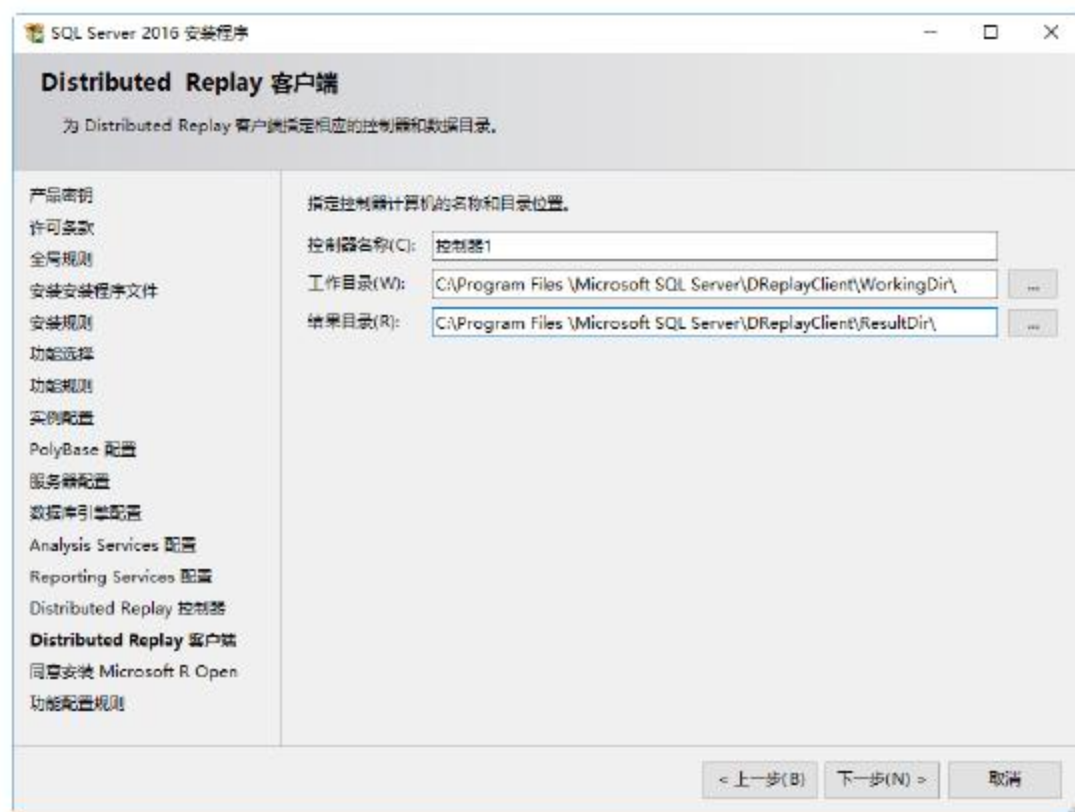 SQL Server 2016 安装程序
Distributed Replay 客户端
为 Distributed Replay 客户端指定相应的控制器和数据目录。
产品密钥
许可条款
全局规则
安装安装程序文件
安装规则
功能选择
功能规则
实例配置
PolyBase 配置
服务器配置
数据库引擎配置
Analysis Services 配置
Reporting Services 配置
Distributed Replay 控制器
Distributed Replay 客户端
同意安装 Microsoft R Open
功能配置规则
指定控制器计算机的名称和目录位置。
控制器名称(C): 控制器1
工作目录(W): C:\Program Files \Microsoft SQL Server\DReplayClient\WorkingDir\ ...
结果目录(R): C:\Program Files \Microsoft SQL Server\DReplayClient\ResultDir\ ...
< 上一步(B) 下一步(N) > 取消